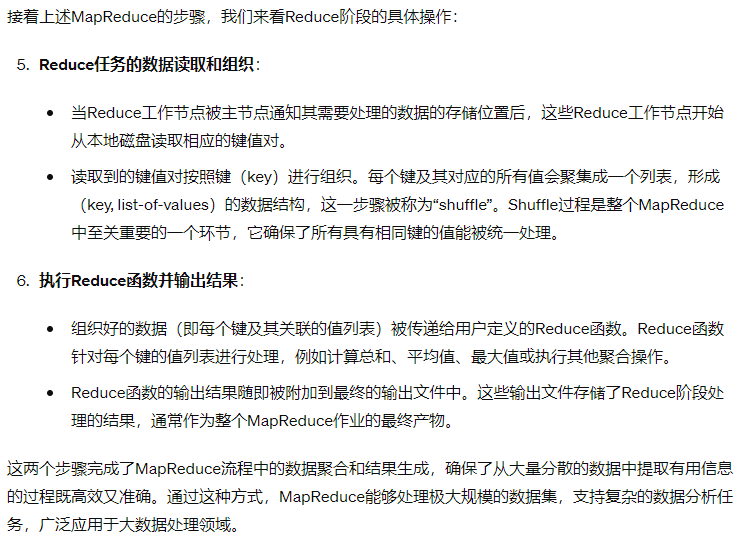 接着上述MapReduce的步骤，我们来看Reduce阶段的具体操作：
5. Reduce任务的数据读取和组织：
• 当Reduce工作节点被主节点通知其需要处理的数据的存储位置后，这些Reduce工作节点开始
从本地磁盘读取相应的键值对。
• 读取到的键值对按照键（key）进行组织。每个键及其对应的所有值会聚集成一个列表，形成
（key, list-of-values）的数据结构，这一步骤被称为“shuffle”。Shuffle过程是整个MapReduce
中至关重要的一个环节，它确保了所有具有相同键的值能被统一处理。
6. 执行Reduce函数并输出结果：
• 组织好的数据（即每个键及其关联的值列表）被传递给用户定义的Reduce函数。Reduce函数
针对每个键的值列表进行处理，例如计算总和、平均值、最大值或执行其他聚合操作。
• Reduce函数的输出结果随即被附加到最终的输出文件中。这些输出文件存储了Reduce阶段处
理的结果，通常作为整个MapReduce作业的最终产物。
这两个步骤完成了MapReduce流程中的数据聚合和结果生成，确保了从大量分散的数据中提取有用信息
的过程既高效又准确。通过这种方式，MapReduce能够处理极大规模的数据集，支持复杂的数据分析任
务，广泛应用于大数据处理领域。